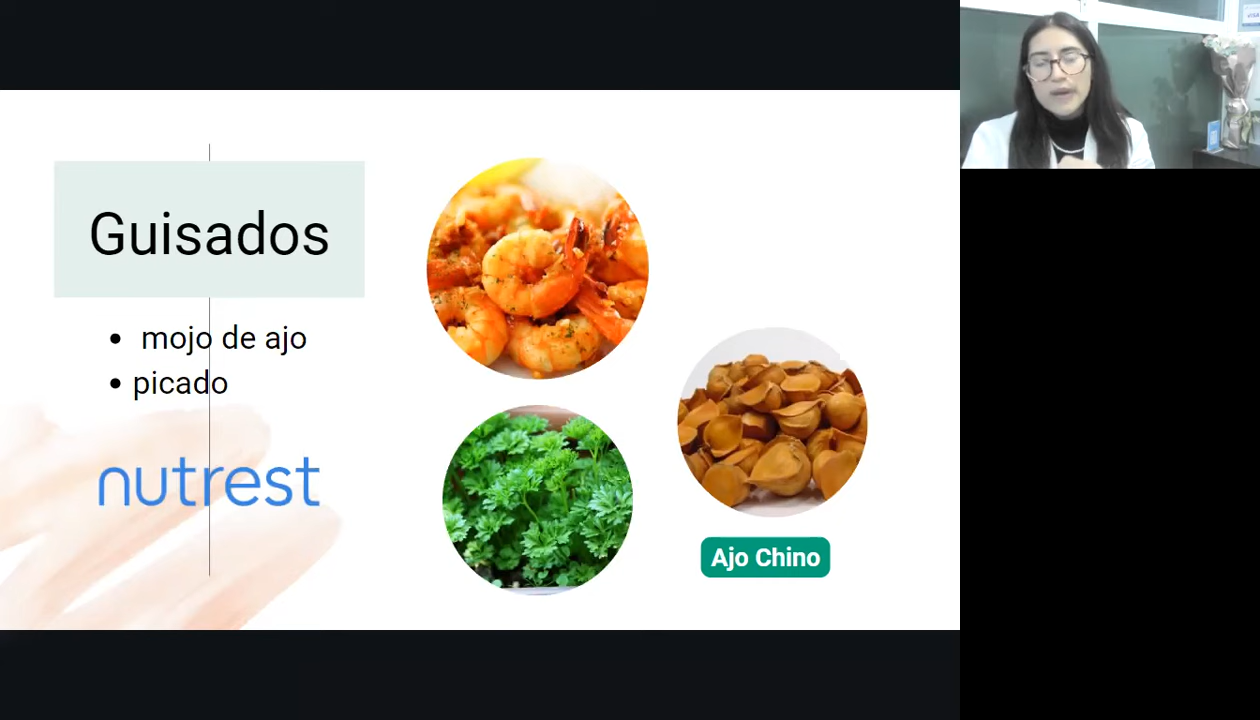 Guisados
• mojo de ajo
• picado
nutrest
Ajo Chino